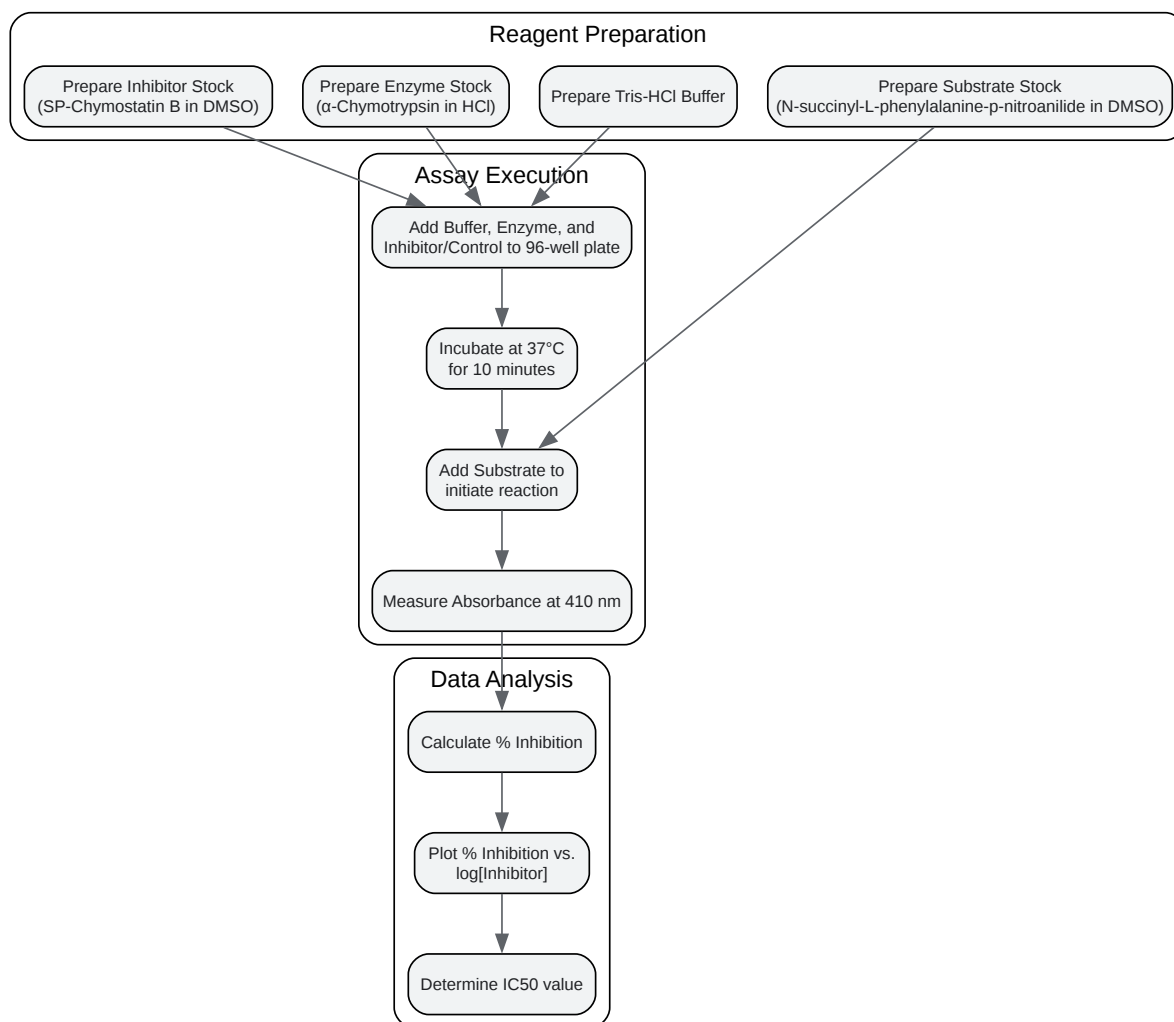 Reagent Preparation
Prepare Inhibitor Stock
(SP-Chymostatin B in DMSO)
Prepare Enzyme Stock
(α-Chymotrypsin in HCl)
Prepare Tris-HCl Buffer
Prepare Substrate Stock
(N-succinyl-L-phenylalanine-p-nitroanilide in DMSO)
Assay Execution
Add Buffer, Enzyme, and
Inhibitor/Control to 96-well plate
Incubate at 37°C
for 10 minutes
Add Substrate to
initiate reaction
Measure Absorbance at 410 nm
Data Analysis
Calculate % Inhibition
Plot % Inhibition vs.
log[Inhibitor]
Determine IC50 value